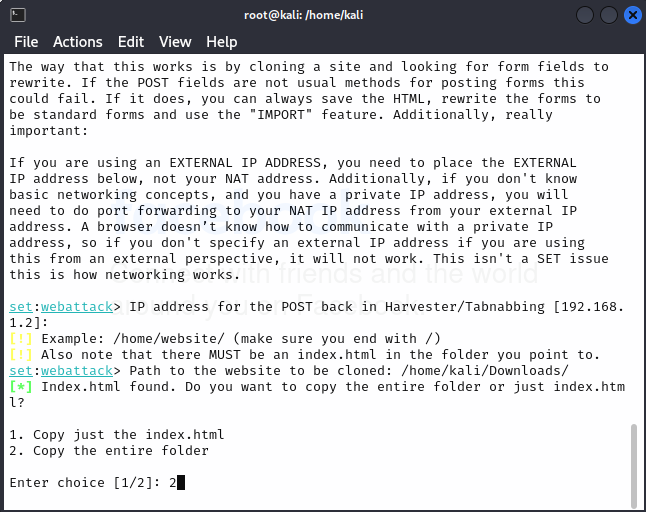 root@kali: /home/kali
File Actions Edit View Help
The way that this works is by cloning a site and looking for form fields to
rewrite. If the POST fields are not usual methods for posting forms this
could fail. If it does, you can always save the HTML, rewrite the forms to
be standard forms and use the "IMPORT" feature. Additionally, really
important:
If you are using an EXTERNAL IP ADDRESS, you need to place the EXTERNAL
IP address below, not your NAT address. Additionally, if you don't know
basic networking concepts, and you have a private IP address, you will
need to do port forwarding to your NAT IP address from your external IP
address. A browser doesn’t know how to communicate with a private IP
address, so if you don't specify an external IP address if you are using
this from an external perspective, it will not work. This isn't a SET issue
this is how networking works.
facebook
Connect with friends and the world
around you on Facebook.
set:webattack> IP address for the POST back in Harvester/Tabnabbing [192.168.
1.2]:
[!] Example: /home/website/ (make sure you end with /)
[!] Also note that there MUST be an index.html in the folder you point to.
set:webattack> Path to the website to be cloned: /home/kali/Downloads/
[*] Index.html found. Do you want to copy the entire folder or just index.htm
l?
1. Copy just the index.html
2. Copy the entire folder
Enter choice [1/2]: 2